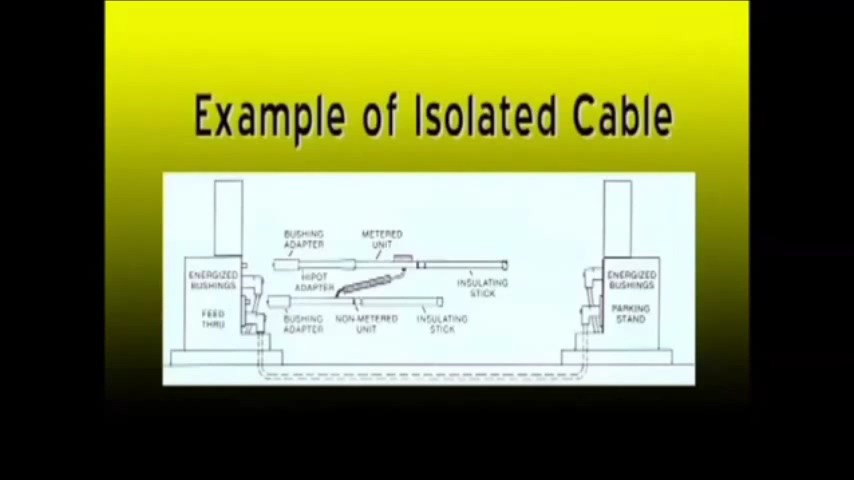 Example of Isolated Cable
BUSHING
ADAPTER
METERED
UNIT
ENERGIZED
BUSHINGS
HIPOT
ADAPTER
INSULATING
STICK
ENERGIZED
BUSHINGS
FEED
THRU
BUSHING
ADAPTER
NON-METERED
UNIT
INSULATING
STICK
PARKING
STAND